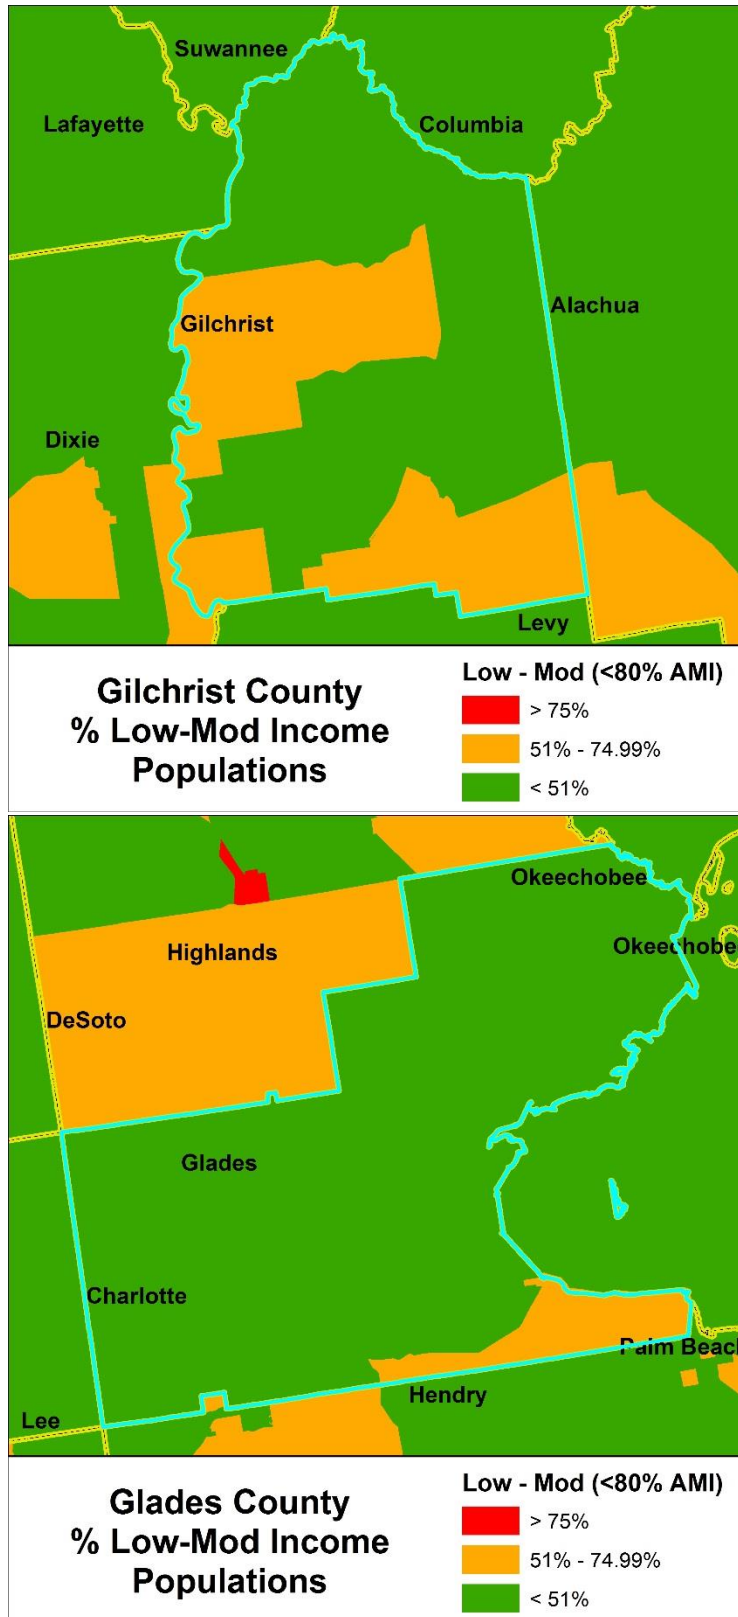 Suwannee
Lafayette
Columbia
Alachua
Gilchrist
Dixie
Levy
Gilchrist County
% Low-Mod Income
Populations
Low - Mod (<80% AMI)
> 75%
51% - 74.99%
< 51%
Okeechobee
Highlands
Okeechobe
DeSoto
Glades
Charlotte
Palm Beach
Hendry
Lee
Glades County
% Low-Mod Income
Populations
Low - Mod (<80% AMI)
> 75%
51% - 74.99%
< 51%